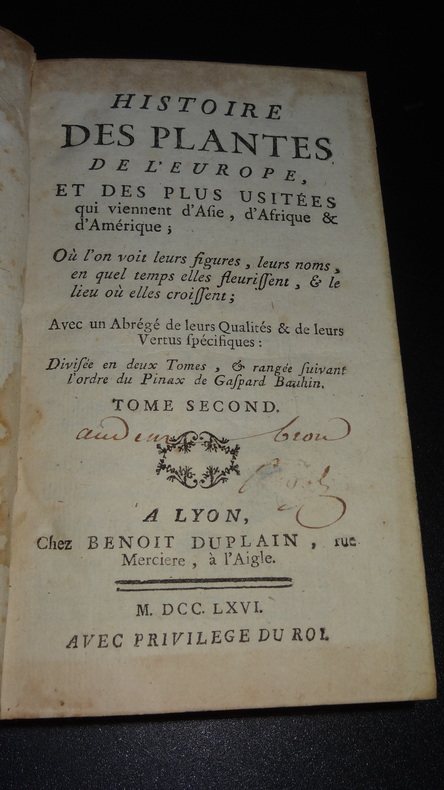 HISTOIRE
DES PLANTES
DE L'EUROPE,
ET DES PLUS USITÉES
qui viennent d'Aſie, d'Afrique &
d'Amérique ;
Où l'on voit leurs figures, leurs noms,
en quel temps elles fleuriſſent, & le
lieu où elles croiſſent ;
Avec un Abrégé de leurs Qualités & de leurs
Vertus ſpécifiques :
Diviſée en deux Tomes, & rangée ſuivant
l'ordre du Pinax de Gaſpard Bauhin.
TOME SECOND.
A LYON,
Chez BENOIT DUPLAIN, rue
Merciere, à l'Aigle.
M. DCC. LXVI.
AVEC PRIVILEGE DU ROI.